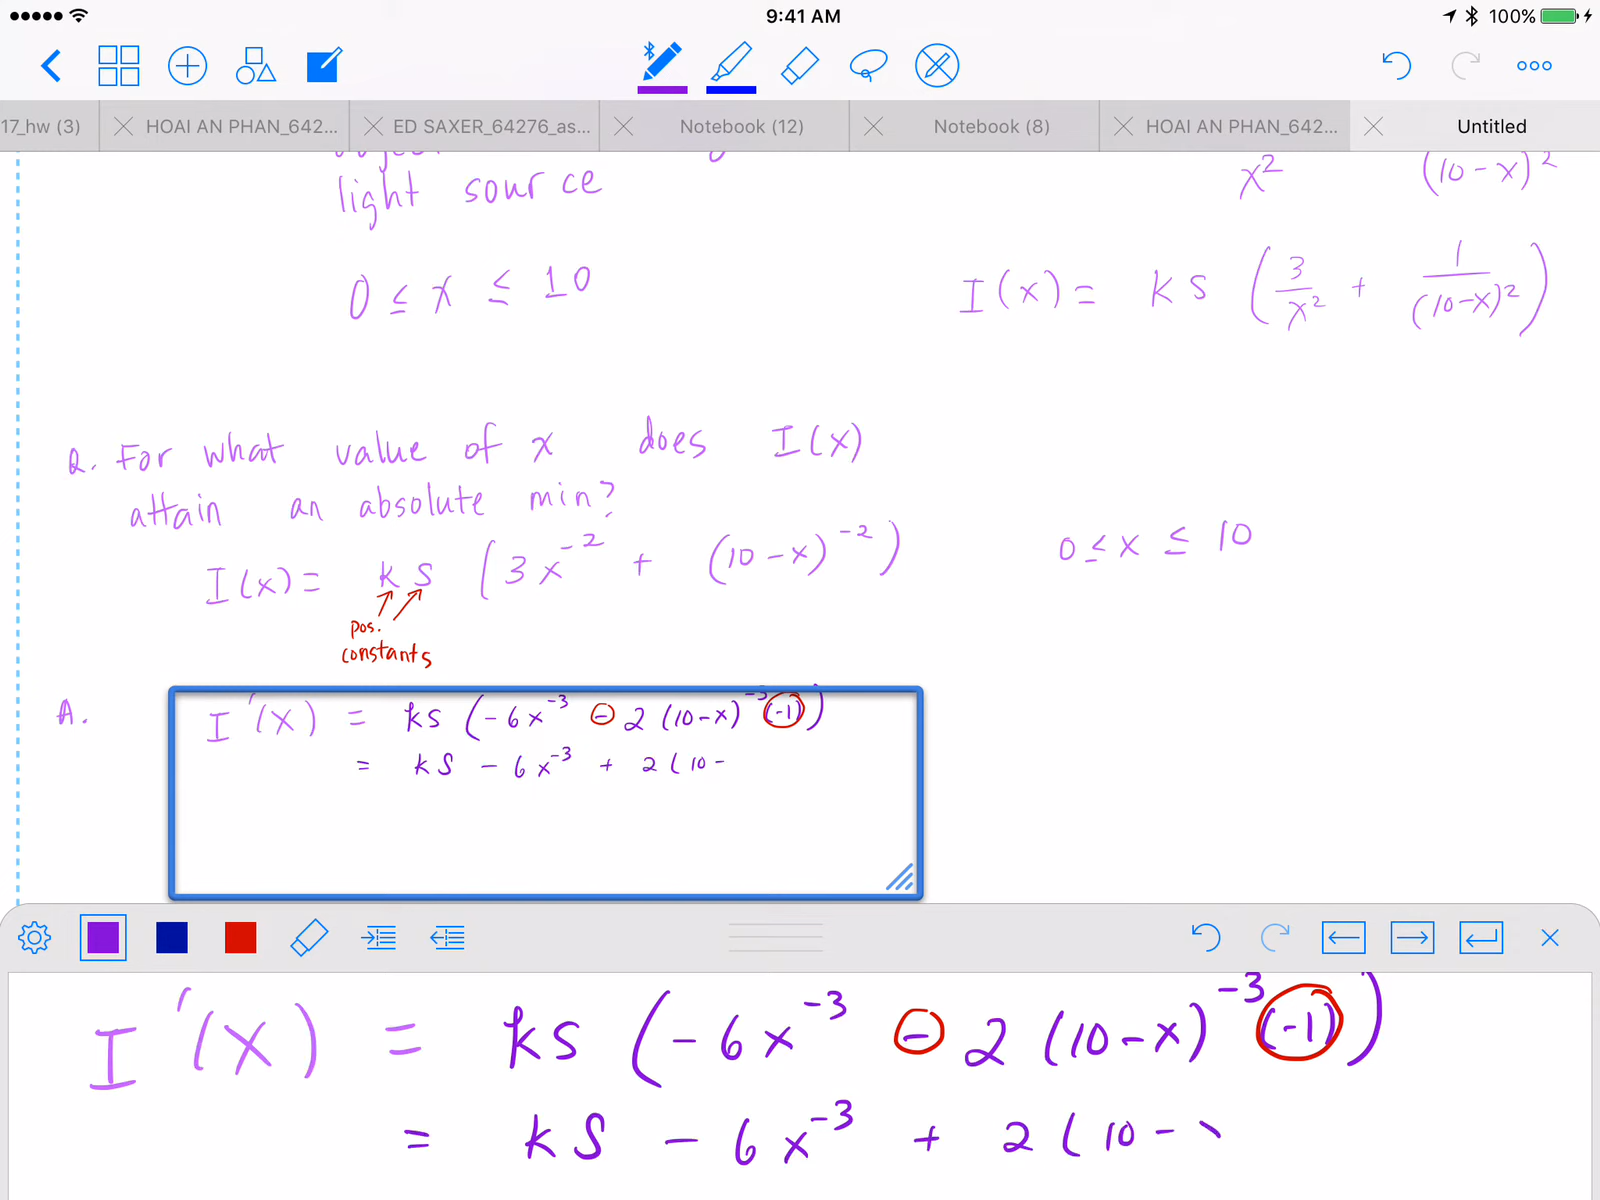 9:41 AM
100%
17_hw (3)
HOAI AN PHAN_642...
ED SAXER_64276_as...
Notebook (12)
Notebook (8)
HOAI AN PHAN_642...
Untitled
light source
x² (10-x)²
0 ≤ x ≤ 10
I(x) = KS (3/x² + 1/(10-x)²)
Q. For what value of x does I(x)
attain an absolute min?
I(x) = KS (3x⁻² + (10-x)⁻²) 0 ≤ x ≤ 10
pos.
constants
A. I'(x) = KS (-6x⁻³ - 2(10-x)⁻³(-1))
= KS - 6x⁻³ + 2(10-
I'(x) = KS (-6x⁻³ - 2(10-x)⁻³(-1))
= KS - 6x⁻³ + 2(10-